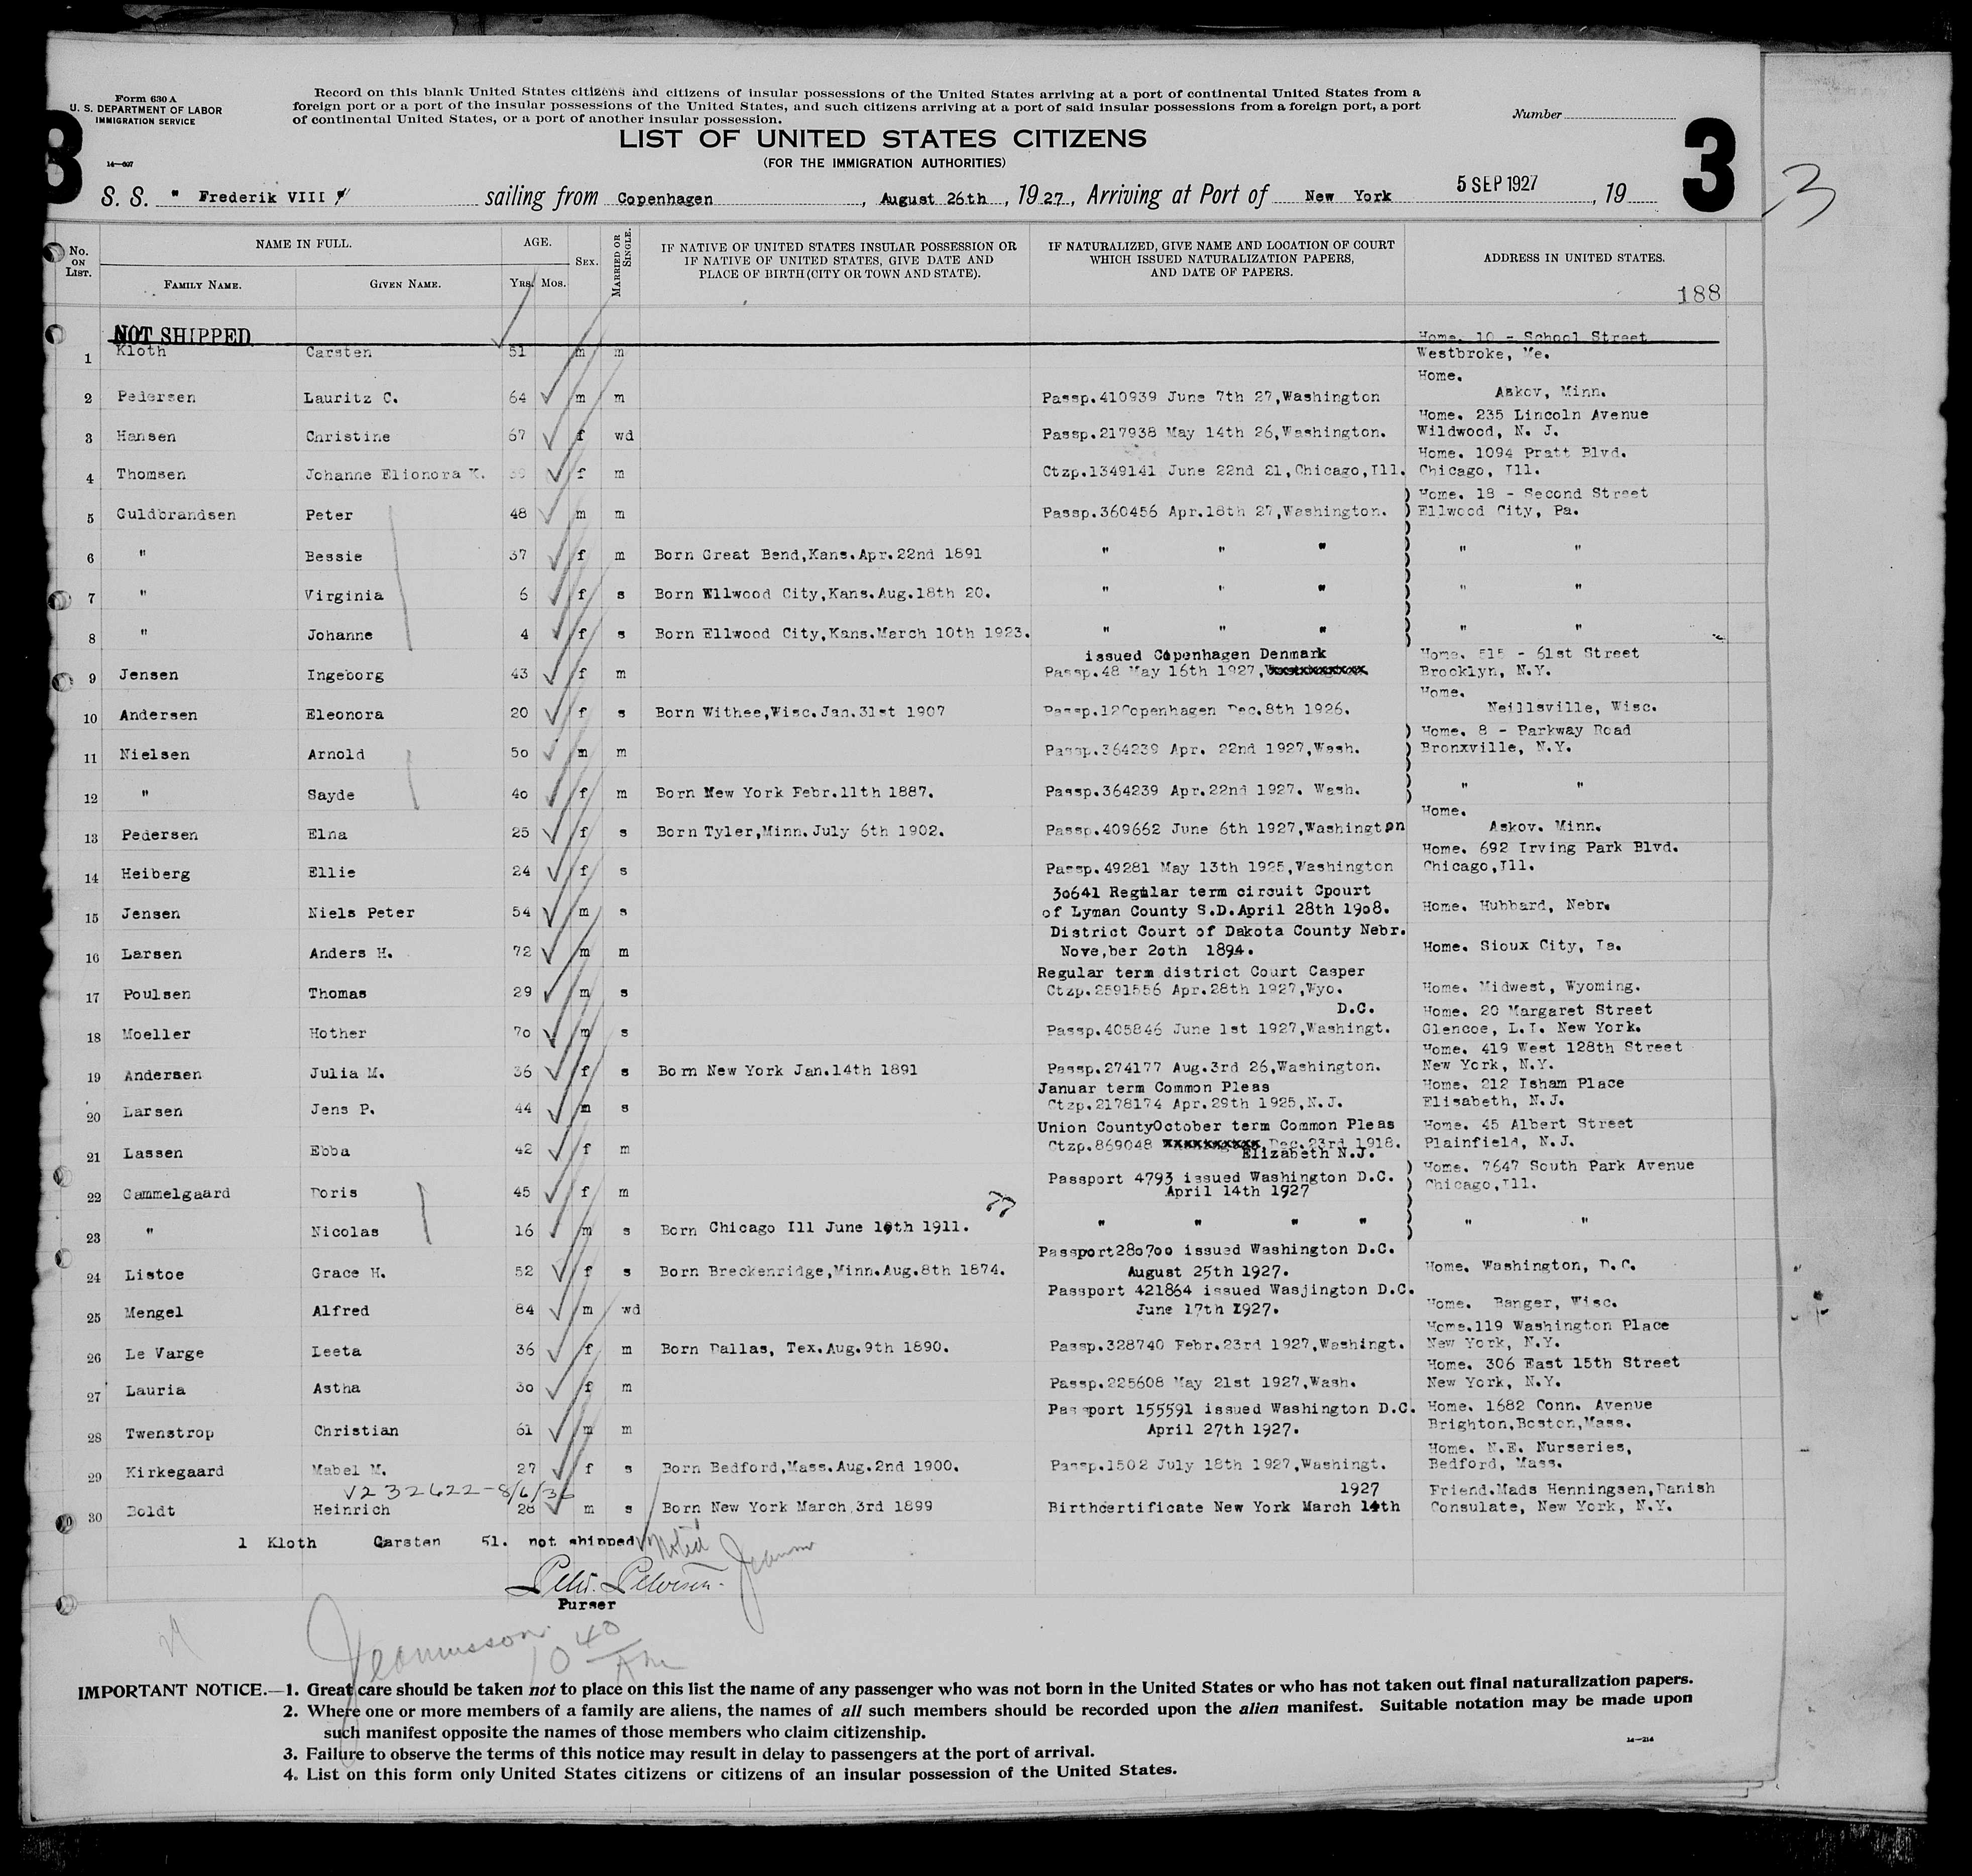 Form 630 A
U. S. DEPARTMENT OF LABOR
IMMIGRATION SERVICE
14—607
Record on this blank United States citizens and citizens of insular possessions of the United States arriving at a port of continental United States from a
foreign port or a port of the insular possessions of the United States, and such citizens arriving at a port of said insular possessions from a foreign port, a port
of continental United States, or a port of another insular possession.
Number
3
3
3
LIST OF UNITED STATES CITIZENS
(FOR THE IMMIGRATION AUTHORITIES)
S. S. " Frederik VIII " sailing from Copenhagen, August 26th, 1927, Arriving at Port of New York 5 SEP 1927, 19
No. ON LIST. NAME IN FULL. AGE. SEX. MARRIED OR SINGLE. IF NATIVE OF UNITED STATES INSULAR POSSESSION OR IF NATIVE OF UNITED STATES, GIVE DATE AND PLACE OF BIRTH (CITY OR TOWN AND STATE). IF NATURALIZED, GIVE NAME AND LOCATION OF COURT WHICH ISSUED NATURALIZATION PAPERS, AND DATE OF PAPERS. ADDRESS IN UNITED STATES.
FAMILY NAME. GIVEN NAME. YRS. MOS.
188
NOT SHIPPED
Home. 10 - School Street
1 Kloth Carsten 51 m m Westbroke, Me.
Home.
2 Pedersen Lauritz C. 64 m m Passp.410939 June 7th 27,Washington Askov, Minn.
Home. 235 Lincoln Avenue
3 Hansen Christine 67 f wd Passp.217938 May 14th 26,Washington. Wildwood, N. J.
Home. 1094 Pratt Blvd.
4 Thomsen Johanne Elionora K. f m Ctzp.1349141 June 22nd 21,Chicago,Ill. Chicago, Ill.
Home. 18 - Second Street
5 Guldbrandsen Peter 48 m m Passp.360456 Apr.18th 27,Washington. Ellwood City, Pa.
6 " Bessie 37 f m Born Great Bend,Kans.Apr.22nd 1891 " " " " "
7 " Virginia 6 f s Born Ellwood City,Kans.Aug.18th 20. " " " " "
8 " Johanne 4 f s Born Ellwood City,Kans.March 10th 1923. " " " " "
issued Copenhagen Denmark Home. 515 - 61st Street
9 Jensen Ingeborg 43 f m Passp.48 May 16th 1927, Brooklyn, N.Y.
Home.
10 Andersen Eleonora 20 f s Born Withee,Wisc.Jan.31st 1907 Passp.12Copenhagen Dec.8th 1926. Neillsville, Wisc.
Home. 8 - Parkway Road
11 Nielsen Arnold 50 m m Passp.364239 Apr. 22nd 1927,Wash. Bronxville, N.Y.
12 " Sayde 40 f m Born New York Febr.11th 1887. Passp.364239 Apr.22nd 1927. Wash. " "
Home.
13 Pedersen Elna 25 f s Born Tyler,Minn.July 6th 1902. Passp.409662 June 6th 1927,Washington Askov. Minn.
Home. 692 Irving Park Blvd.
14 Heiberg Ellie 24 f s Passp.49281 May 13th 1925,Washington Chicago,Ill.
30641 Regular term circuit Cpourt
15 Jensen Niels Peter 54 m s of Lyman County S.D.April 28th 1908. Home. Hubbard, Nebr.
District Court of Dakota County Nebr.
16 Larsen Anders H. 72 m m Nove,ber 20th 1894. Home. Sioux City, Ia.
Regular term district Court Casper
17 Poulsen Thomas 29 m s Ctzp.2591556 Apr.28th 1927,Wyo. Home. Midwest, Wyoming.
D.C. Home. 20 Margaret Street
18 Moeller Hother 70 m s Passp.405846 June 1st 1927,Washingt. Glencoe, L.I. New York.
Home. 419 West 128th Street
19 Andersen Julia M. 36 f s Born New York Jan.14th 1891 Passp.274177 Aug.3rd 26,Washington. New York, N.Y.
Januar term Common Pleas Home. 212 Isham Place
20 Larsen Jens P. 44 m s Ctzp.2178174 Apr.29th 1925,N.J. Elisabeth, N.J.
Union CountyOctober term Common Pleas Home. 45 Albert Street
21 Lassen Ebba 42 f m Ctzp.869048 Dec.23rd 1918. Plainfield, N.J.
Elizabeth N.J.
Passport 4793 issued Washington D.C. Home. 7647 South Park Avenue
22 Gammelgaard Doris 45 f m April 14th 1927 Chicago,Ill.
23 " Nicolas 16 m s Born Chicago Ill June 10th 1911. " " " " " "
Passport280700 issued Washington D.C.
24 Listoe Grace H. 52 f s Born Breckenridge,Minn.Aug.8th 1874. August 25th 1927. Home. Washington, D.C.
Passport 421864 issued Wasjington D.C.
25 Mengel Alfred 84 m wd June 17th 1927. Home. Banger, Wisc.
Home.119 Washington Place
26 Le Varge Leeta 36 f m Born Dallas, Tex.Aug.9th 1890. Passp.328740 Febr.23rd 1927,Washingt. New York, N.Y.
Home. 306 East 15th Street
27 Lauria Astha 30 f m Passp.225608 May 21st 1927,Wash. New York, N.Y.
Passport 155591 issued Washington D.C. Home. 1682 Conn. Avenue
28 Twenstrop Christian 61 m m April 27th 1927. Brighton,Boston,Mass.
Home. N.E. Nurseries,
29 Kirkegaard Mabel M. 27 f s Born Bedford,Mass.Aug.2nd 1900. Passp.1502 July 18th 1927,Washingt. Bedford, Mass.
V2 32622-8/6/36 1927 Friend.Mads Henningsen,Danish
30 Boldt Heinrich 28 m s Born New York March 3rd 1899 Birthcertificate New York March 14th Consulate, New York, N.Y.
1 Kloth Carsten 51. not shipped Noted
Purser
10 40 Am
IMPORTANT NOTICE.—1. Great care should be taken not to place on this list the name of any passenger who was not born in the United States or who has not taken out final naturalization papers.
2. Where one or more members of a family are aliens, the names of all such members should be recorded upon the alien manifest. Suitable notation may be made upon
such manifest opposite the names of those members who claim citizenship.
3. Failure to observe the terms of this notice may result in delay to passengers at the port of arrival.
4. List on this form only United States citizens or citizens of an insular possession of the United States.
14—214